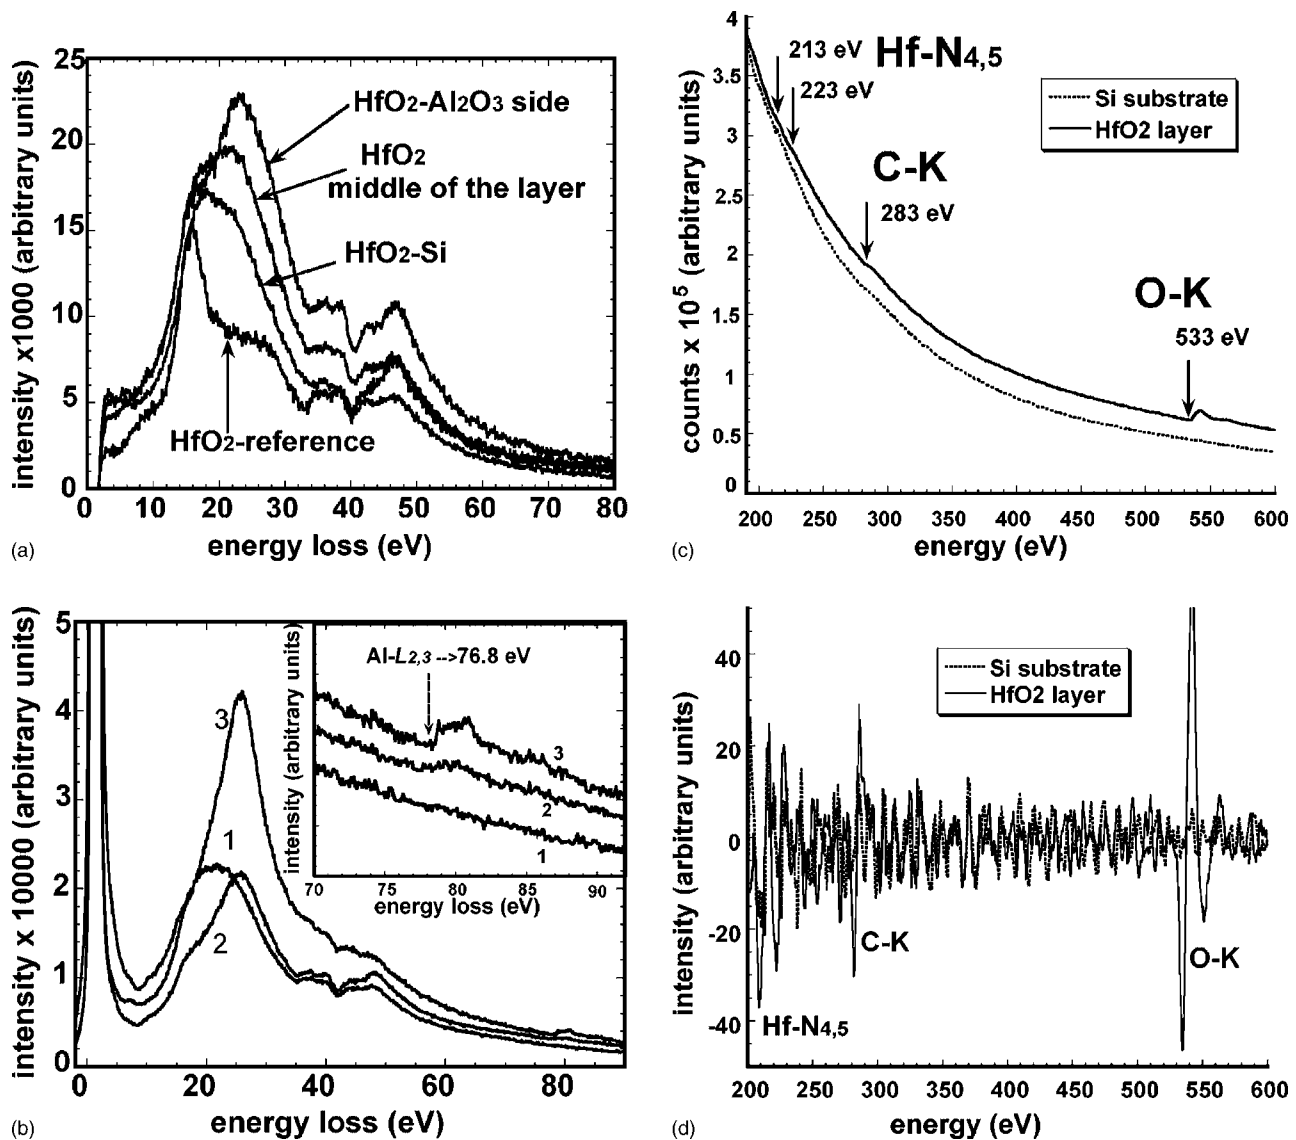 25
20
15
10
5
0
intensity x1000 (arbitrary units)
HfO2-Al2O3 side
HfO2
middle of the layer
HfO2-Si
HfO2-reference
0 10 20 30 40 50 60 70 80
energy loss (eV)
(a)
4
3.5
3
2.5
2
1.5
1
0.5
0
counts x 10^5 (arbitrary units)
213 eV
Hf-N4,5
223 eV
C-K
283 eV
O-K
533 eV
Si substrate
HfO2 layer
200 250 300 350 400 450 500 550 600
energy (eV)
(c)
5
4
3
2
1
0
intensity x 10000 (arbitrary units)
3
1
2
intensity (arbitrary units)
Al-L2,3 -->76.8 eV
3
2
1
70 75 80 85 90
energy loss (eV)
0 20 40 60 80
energy loss (eV)
(b)
40
20
0
-20
-40
intensity (arbitrary units)
Si substrate
HfO2 layer
C-K
O-K
Hf-N4,5
200 250 300 350 400 450 500 550 600
energy (eV)
(d)